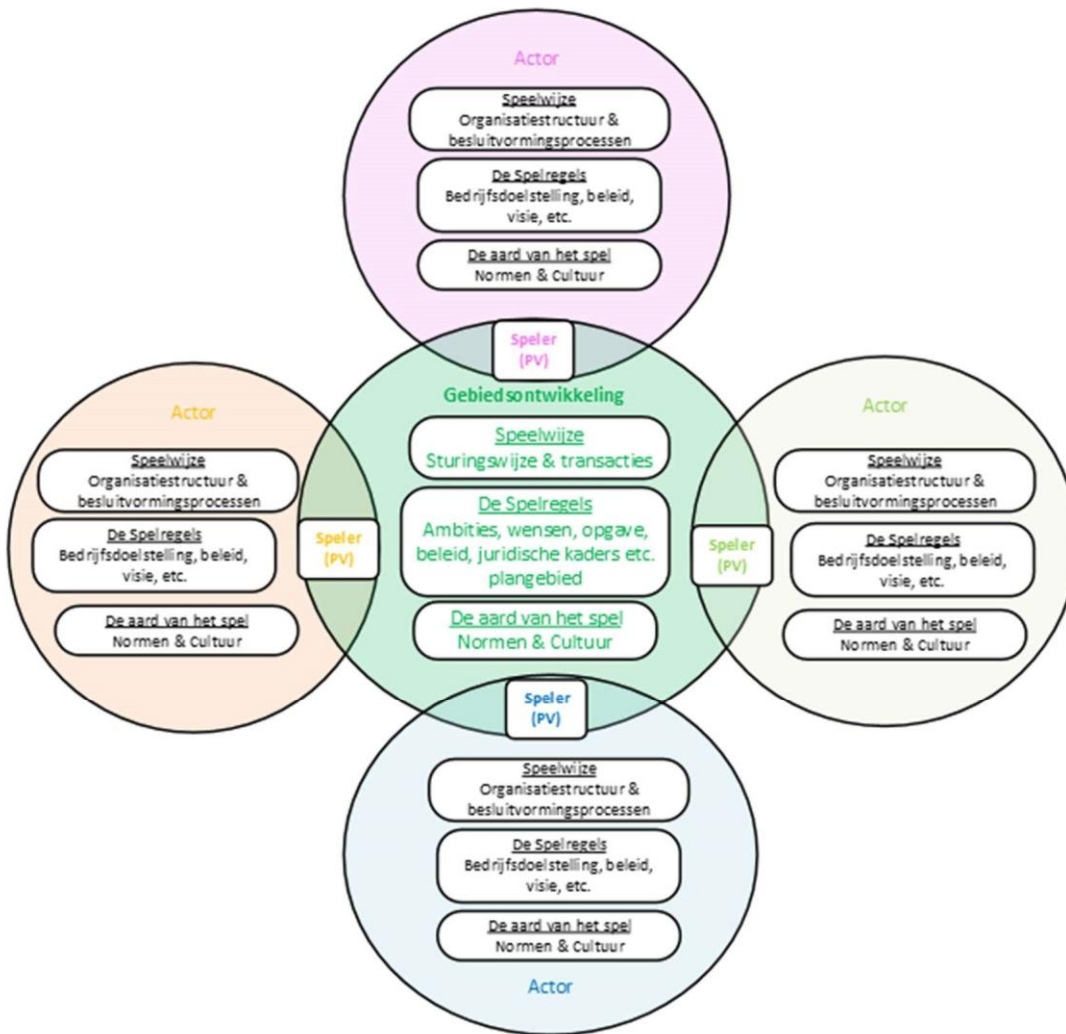 Actor
Speelwijze
Organisatiestructuur &
besluitvormingsprocessen
De Spelregels
Bedrijfsdoelstelling, beleid,
visie, etc.
De aard van het spel
Normen & Cultuur
Speler
(PV)
Actor
Speelwijze
Organisatiestructuur &
besluitvormingsprocessen
De Spelregels
Bedrijfsdoelstelling, beleid,
visie, etc.
De aard van het spel
Normen & Cultuur
Speler
(PV)
Gebiedsontwikkeling
Speelwijze
Sturingswijze & transacties
De Spelregels
Ambities, wensen, opgave,
beleid, juridische kaders etc.
plangebied
De aard van het spel
Normen & Cultuur
Speler
(PV)
Actor
Speelwijze
Organisatiestructuur &
besluitvormingsprocessen
De Spelregels
Bedrijfsdoelstelling, beleid,
visie, etc.
De aard van het spel
Normen & Cultuur
Speler
(PV)
Speelwijze
Organisatiestructuur &
besluitvormingsprocessen
De Spelregels
Bedrijfsdoelstelling, beleid,
visie, etc.
De aard van het spel
Normen & Cultuur
Actor